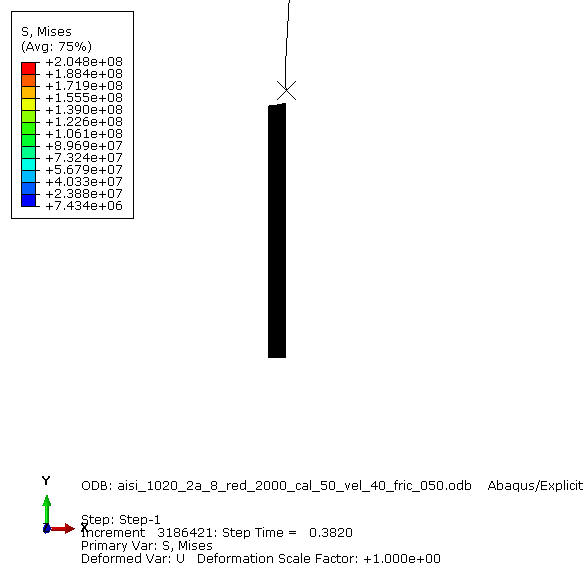 S, Mises
(Avg: 75%)
+2.048e+08
+1.884e+08
+1.719e+08
+1.555e+08
+1.390e+08
+1.226e+08
+1.061e+08
+8.969e+07
+7.324e+07
+5.679e+07
+4.033e+07
+2.388e+07
+7.434e+06
Y
X
ODB: aisi_1020_2a_8_red_2000_cal_50_vel_40_fric_050.odb Abaqus/Explicit
Step: Step-1
Increment 3186421: Step Time = 0.3820
Primary Var: S, Mises
Deformed Var: U Deformation Scale Factor: +1.000e+00